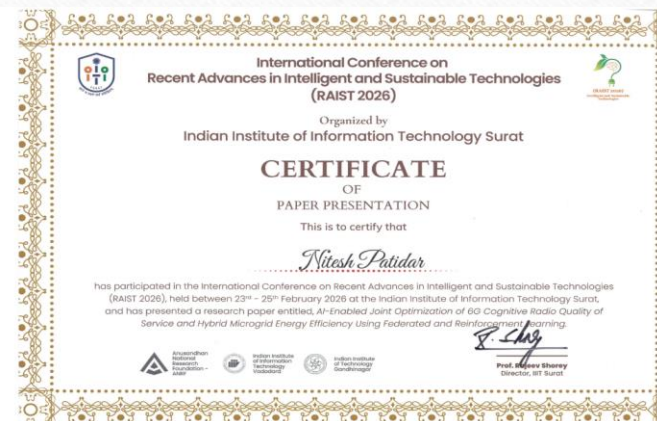 International Conference on
Recent Advances in Intelligent and Sustainable Technologies
(RAIST 2026)
Organized by
Indian Institute of Information Technology Surat
CERTIFICATE
OF
PAPER PRESENTATION
This is to certify that
Nitesh Patidar
has participated in the International Conference on Recent Advances in Intelligent and Sustainable Technologies
(RAIST 2026), held between 23rd - 25th February 2026 at the Indian Institute of Information Technology Surat,
and has presented a research paper entitled, AI-Enabled Joint Optimization of 6G Cognitive Radio Quality of
Service and Hybrid Microgrid Energy Efficiency Using Federated and Reinforcement Learning.
Anusandhan
National
Research
Foundation -
ANRF
Indian Institute
of Information
Technology
Vadodara
Indian Institute
of Technology
Gandhinagar
Prof. Rajeev Shorey
Director, IIIT Surat